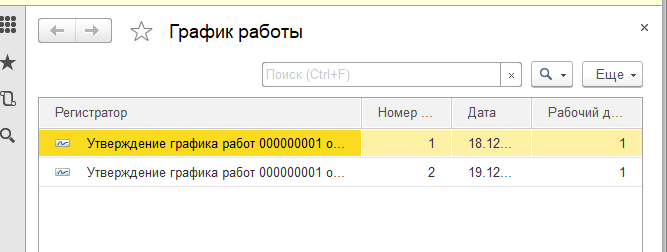 График работы
Поиск (Ctrl+F)
Еще
Регистратор Номер ... Дата Рабочий д...
Утверждение графика работ 000000001 о... 1 18.12... 1
Утверждение графика работ 000000001 о... 2 19.12... 1